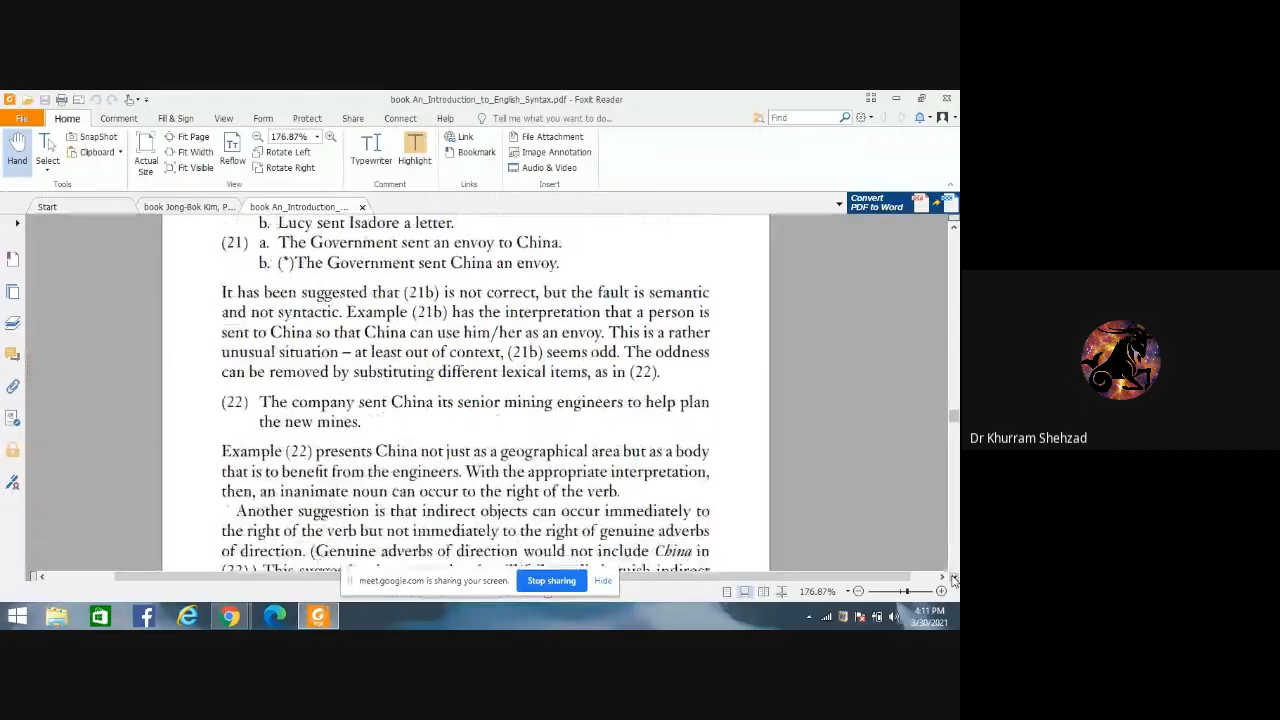 book An_Introduction_to_English_Syntax.pdf - Foxit Reader
File Home Comment Fill & Sign View Form Protect Share Connect Help Tell me what you want to do.. Find
Hand
Select
SnapShot
Clipboard
Tools
Actual Size
Fit Page
Fit Width
Fit Visible
Reflow
176.87%
Rotate Left
Rotate Right
View
Typewriter
Highlight
Comment
Link
Bookmark
Links
File Attachment
Image Annotation
Audio & Video
Insert
Start book Jong-Bok Kim, P... book An_Introduction_...
Convert
PDF to Word
b. Lucy sent Isadore a letter.
(21) a. The Government sent an envoy to China.
b. (*)The Government sent China an envoy.
It has been suggested that (21b) is not correct, but the fault is semantic
and not syntactic. Example (21b) has the interpretation that a person is
sent to China so that China can use him/her as an envoy. This is a rather
unusual situation – at least out of context, (21b) seems odd. The oddness
can be removed by substituting different lexical items, as in (22).
(22) The company sent China its senior mining engineers to help plan
the new mines.
Example (22) presents China not just as a geographical area but as a body
that is to benefit from the engineers. With the appropriate interpretation,
then, an inanimate noun can occur to the right of the verb.
Another suggestion is that indirect objects can occur immediately to
the right of the verb but not immediately to the right of genuine adverbs
of direction. (Genuine adverbs of direction would not include China in
meet.google.com is sharing your screen. Stop sharing Hide
176.87%
4:11 PM
3/30/2021
Dr Khurram Shehzad